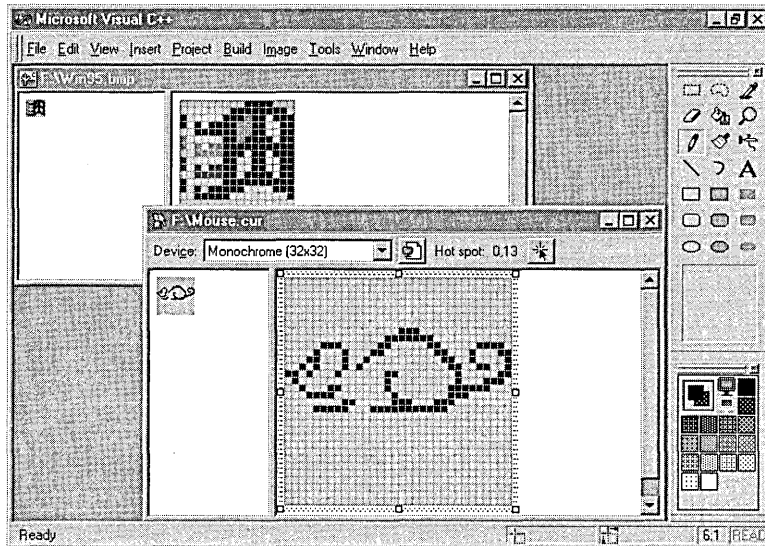 Microsoft Visual C++
File Edit View Insert Project Build Image Tools Window Help
F:\Win95.bmp
F:\Mouse.cur
Device: Monochrome (32x32) Hot spot: 0,13
A
Ready 6:1 READ